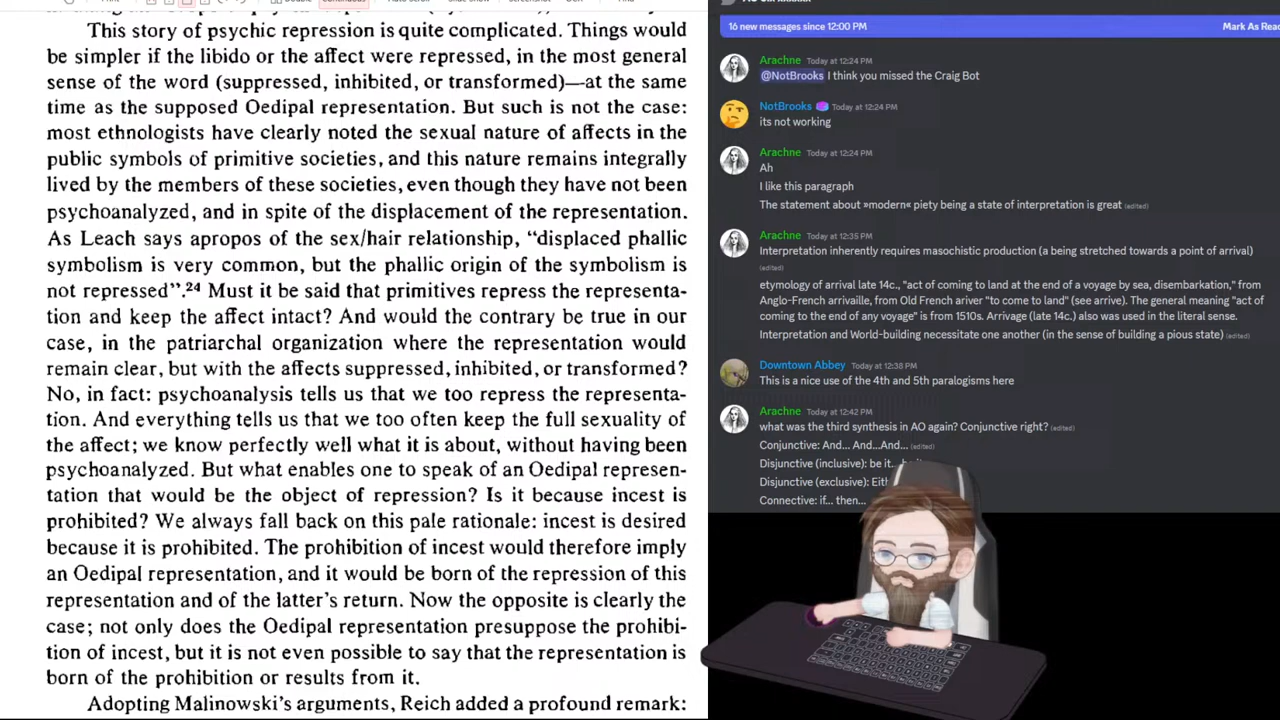 This story of psychic repression is quite complicated. Things would
be simpler if the libido or the affect were repressed, in the most general
sense of the word (suppressed, inhibited, or transformed)—at the same
time as the supposed Oedipal representation. But such is not the case:
most ethnologists have clearly noted the sexual nature of affects in the
public symbols of primitive societies, and this nature remains integrally
lived by the members of these societies, even though they have not been
psychoanalyzed, and in spite of the displacement of the representation.
As Leach says apropos of the sex/hair relationship, “displaced phallic
symbolism is very common, but the phallic origin of the symbolism is
not repressed”.24 Must it be said that primitives repress the representa-
tion and keep the affect intact? And would the contrary be true in our
case, in the patriarchal organization where the representation would
remain clear, but with the affects suppressed, inhibited, or transformed?
No, in fact: psychoanalysis tells us that we too repress the representa-
tion. And everything tells us that we too often keep the full sexuality of
the affect; we know perfectly well what it is about, without having been
psychoanalyzed. But what enables one to speak of an Oedipal represen-
tation that would be the object of repression? Is it because incest is
prohibited? We always fall back on this pale rationale: incest is desired
because it is prohibited. The prohibition of incest would therefore imply
an Oedipal representation, and it would be born of the repression of this
representation and of the latter’s return. Now the opposite is clearly the
case; not only does the Oedipal representation presuppose the prohibi-
tion of incest, but it is not even possible to say that the representation is
born of the prohibition or results from it.
Adopting Malinowski’s arguments, Reich added a profound remark:
16 new messages since 12:00 PM
Mark As Read
Arachne Today at 12:24 PM
@NotBrooks I think you missed the Craig Bot
NotBrooks Today at 12:24 PM
its not working
Arachne Today at 12:24 PM
Ah
I like this paragraph
The statement about »modern« piety being a state of interpretation is great (edited)
Arachne Today at 12:35 PM
Interpretation inherently requires masochistic production (a being stretched towards a point of arrival)
(edited)
etymology of arrival late 14c., "act of coming to land at the end of a voyage by sea, disembarkation," from
Anglo-French arrivaille, from Old French ariver "to come to land" (see arrive). The general meaning "act of
coming to the end of any voyage" is from 1510s. Arrivage (late 14c.) also was used in the literal sense.
Interpretation and World-building necessitate one another (in the sense of building a pious state) (edited)
Downtown Abbey Today at 12:38 PM
This is a nice use of the 4th and 5th paralogisms here
Arachne Today at 12:42 PM
what was the third synthesis in AO again? Conjunctive right? (edited)
Conjunctive: And... And...And... (edited)
Disjunctive (inclusive): be it...
Disjunctive (exclusive):
Connective: if... then...